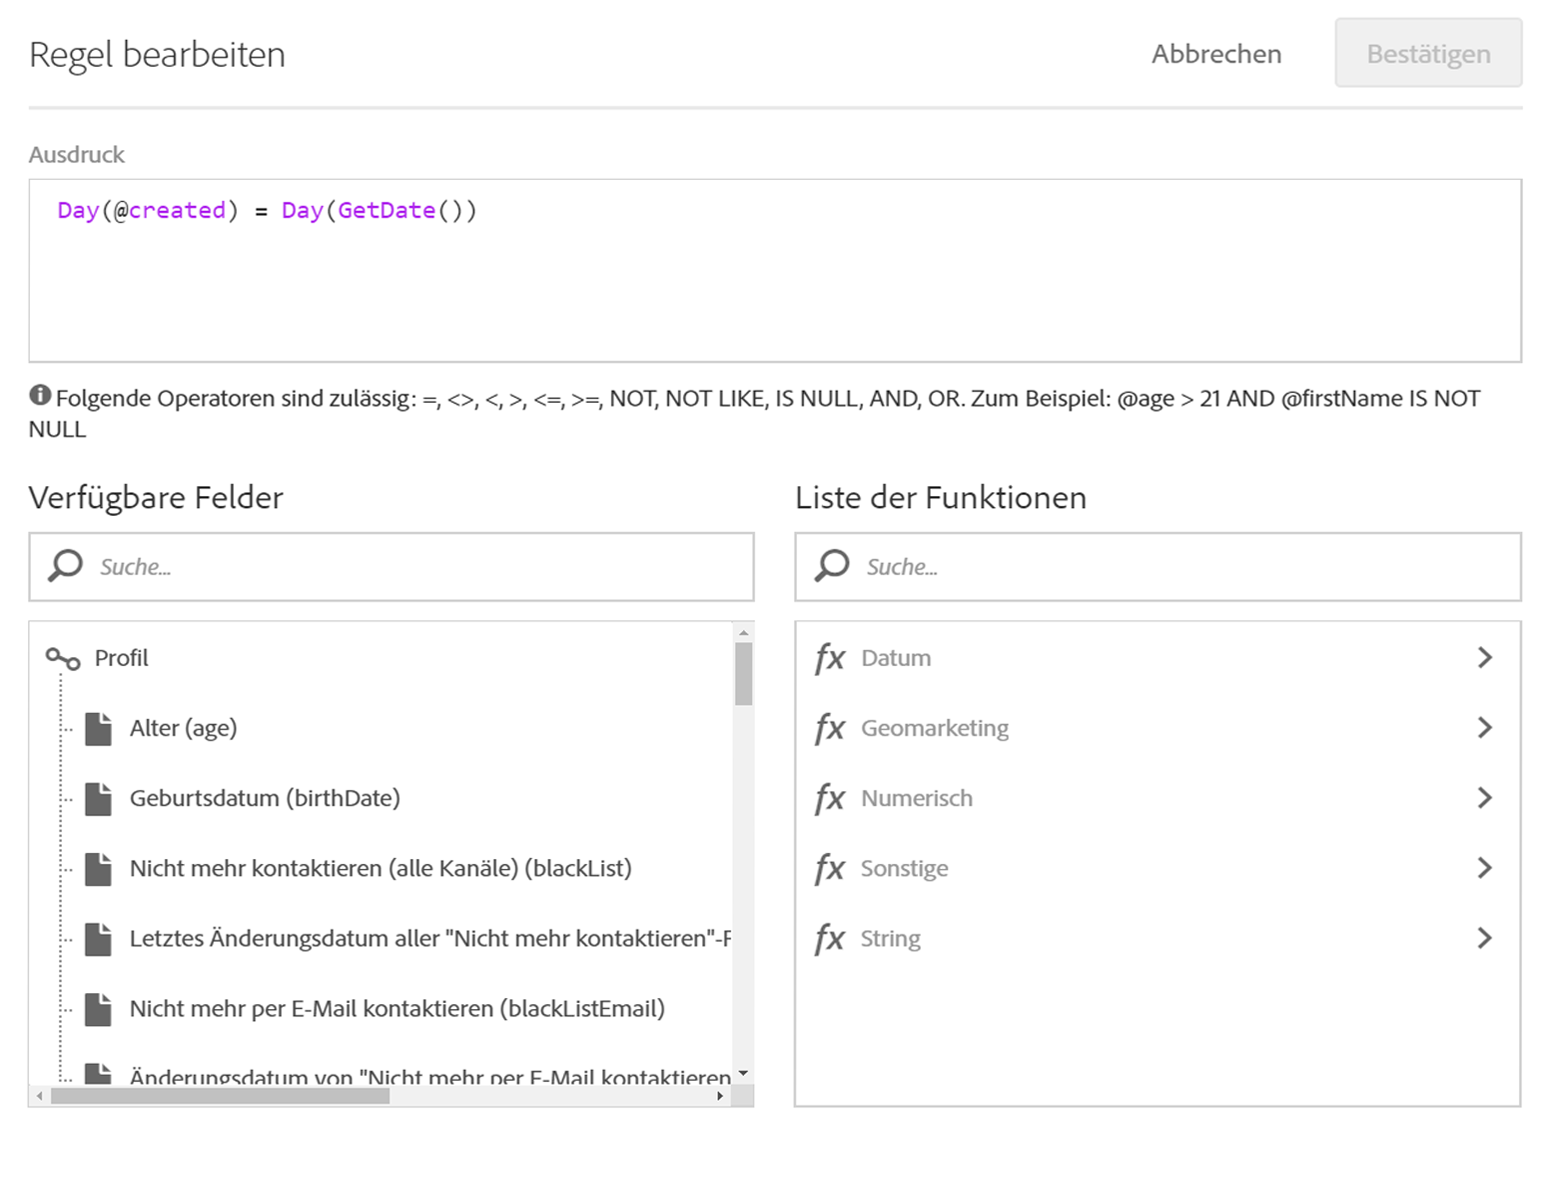 Regel bearbeiten
Abbrechen
Bestätigen
Ausdruck
Day(@created) = Day(GetDate())
Folgende Operatoren sind zulässig: =, <>, <, >, <=, >=, NOT, NOT LIKE, IS NULL, AND, OR. Zum Beispiel: @age > 21 AND @firstName IS NOT
NULL
Verfügbare Felder
Suche...
Profil
Alter (age)
Geburtsdatum (birthDate)
Nicht mehr kontaktieren (alle Kanäle) (blackList)
Letztes Änderungsdatum aller "Nicht mehr kontaktieren"-F
Nicht mehr per E-Mail kontaktieren (blackListEmail)
Änderungsdatum von "Nicht mehr per E-Mail kontaktieren
Liste der Funktionen
Suche...
fx Datum
fx Geomarketing
fx Numerisch
fx Sonstige
fx String